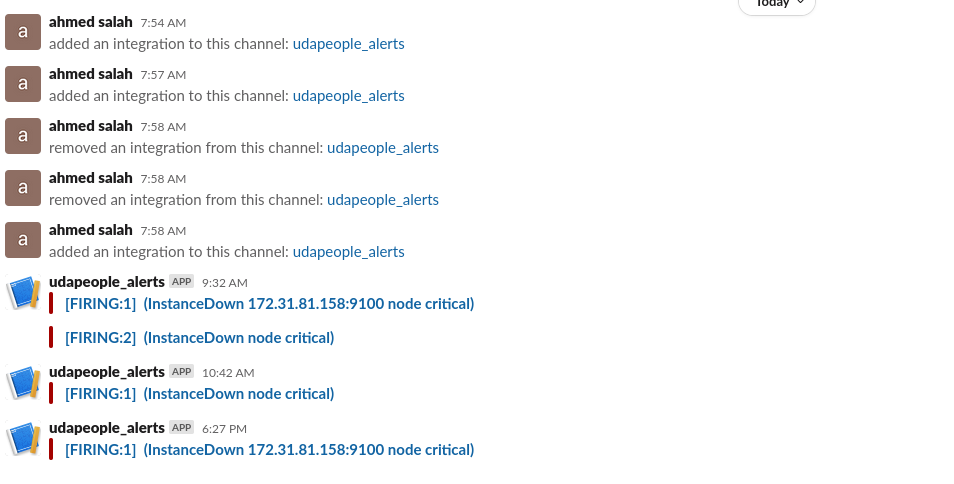 Today
a
ahmed salah 7:54 AM
added an integration to this channel: udapeople_alerts
a
ahmed salah 7:57 AM
added an integration to this channel: udapeople_alerts
a
ahmed salah 7:58 AM
removed an integration from this channel: udapeople_alerts
a
ahmed salah 7:58 AM
removed an integration from this channel: udapeople_alerts
a
ahmed salah 7:58 AM
added an integration to this channel: udapeople_alerts
udapeople_alerts APP 9:32 AM
[FIRING:1] (InstanceDown 172.31.81.158:9100 node critical)
[FIRING:2] (InstanceDown node critical)
udapeople_alerts APP 10:42 AM
[FIRING:1] (InstanceDown node critical)
udapeople_alerts APP 6:27 PM
[FIRING:1] (InstanceDown 172.31.81.158:9100 node critical)